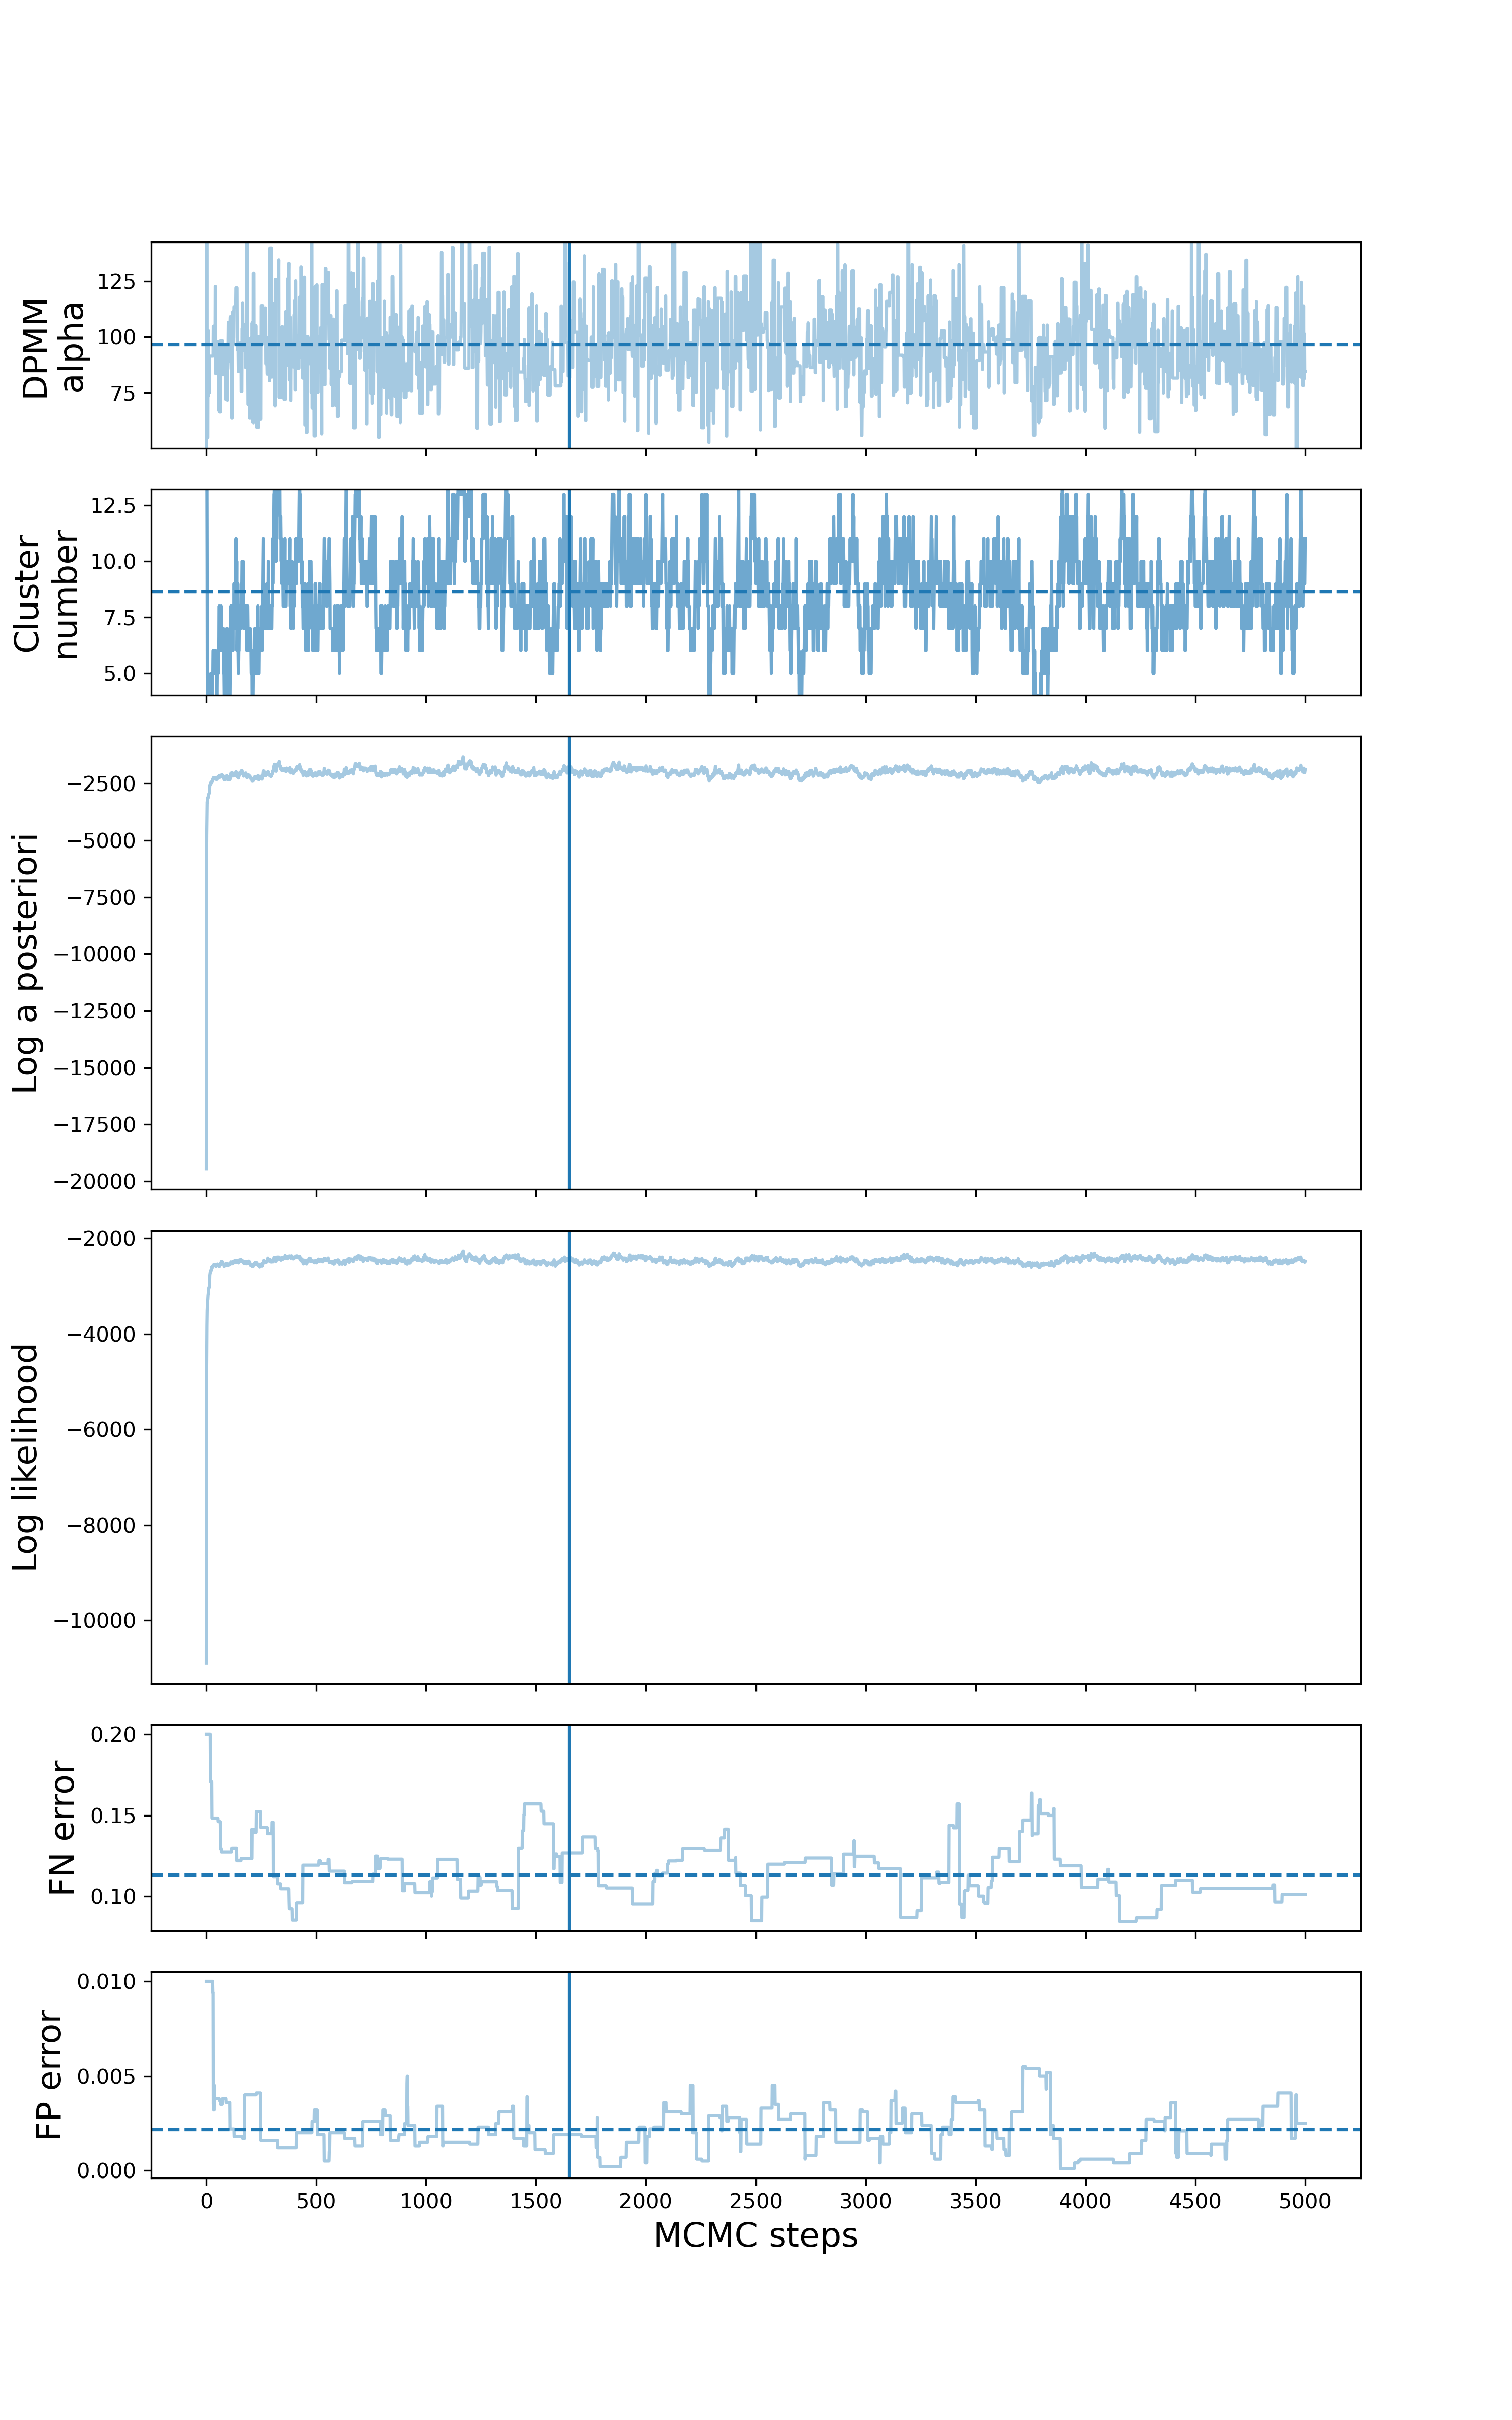 DPMM
alpha
125
100
75
Cluster
number
12.5
10.0
7.5
5.0
Log a posteriori
−2500
−5000
−7500
−10000
−12500
−15000
−17500
−20000
Log likelihood
−2000
−4000
−6000
−8000
−10000
FN error
0.20
0.15
0.10
FP error
0.010
0.005
0.000
0 500 1000 1500 2000 2500 3000 3500 4000 4500 5000
MCMC steps